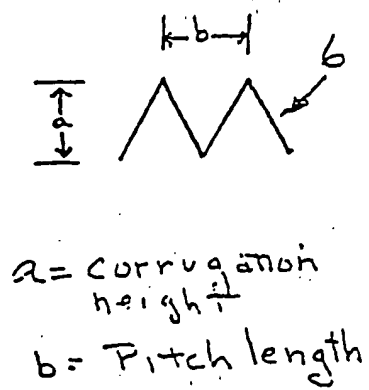 b
6
a
a = corrugation
height
b = Pitch length